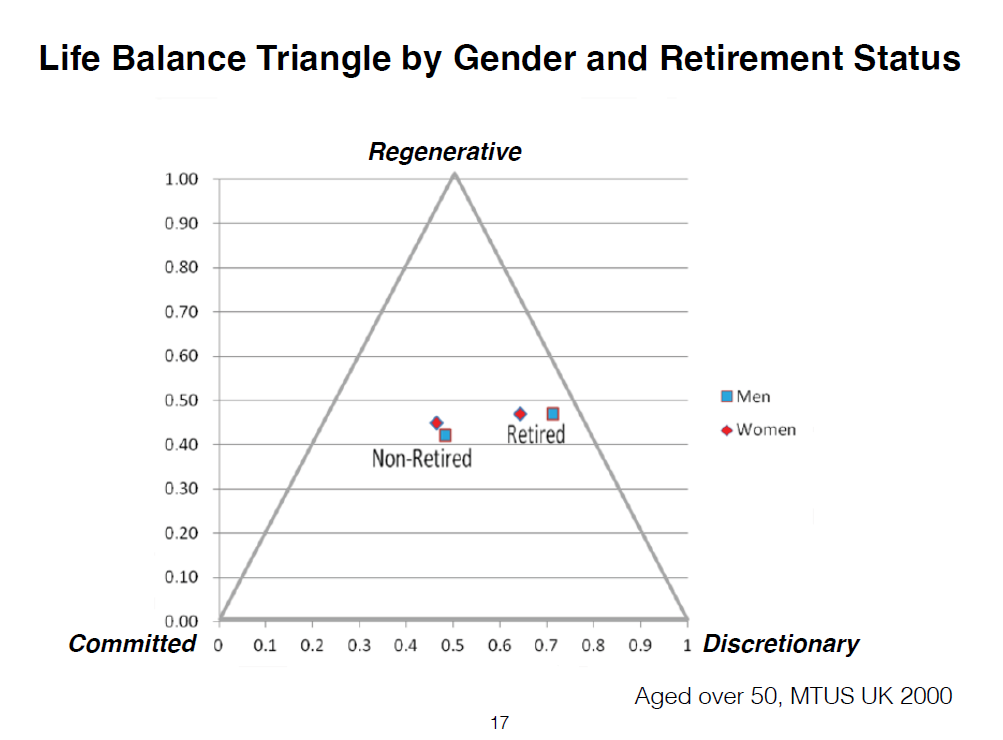 Life Balance Triangle by Gender and Retirement Status
Regenerative
1.00
0.90
0.80
0.70
0.60
0.50
0.40
0.30
0.20
0.10
0.00
Men
Women
Retired
Non-Retired
Committed 0 0.1 0.2 0.3 0.4 0.5 0.6 0.7 0.8 0.9 1 Discretionary
Aged over 50, MTUS UK 2000
17